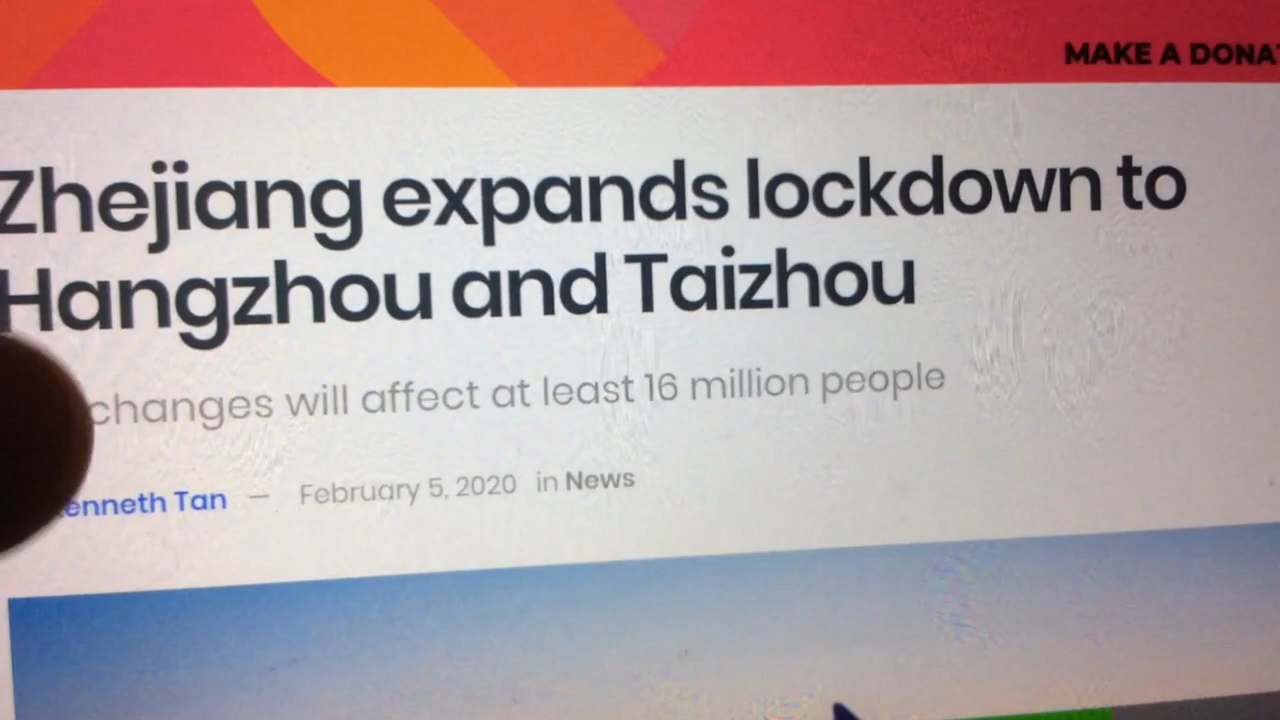 MAKE A DONA
Zhejiang expands lockdown to
Hangzhou and Taizhou
changes will affect at least 16 million people
enneth Tan — February 5, 2020 in News